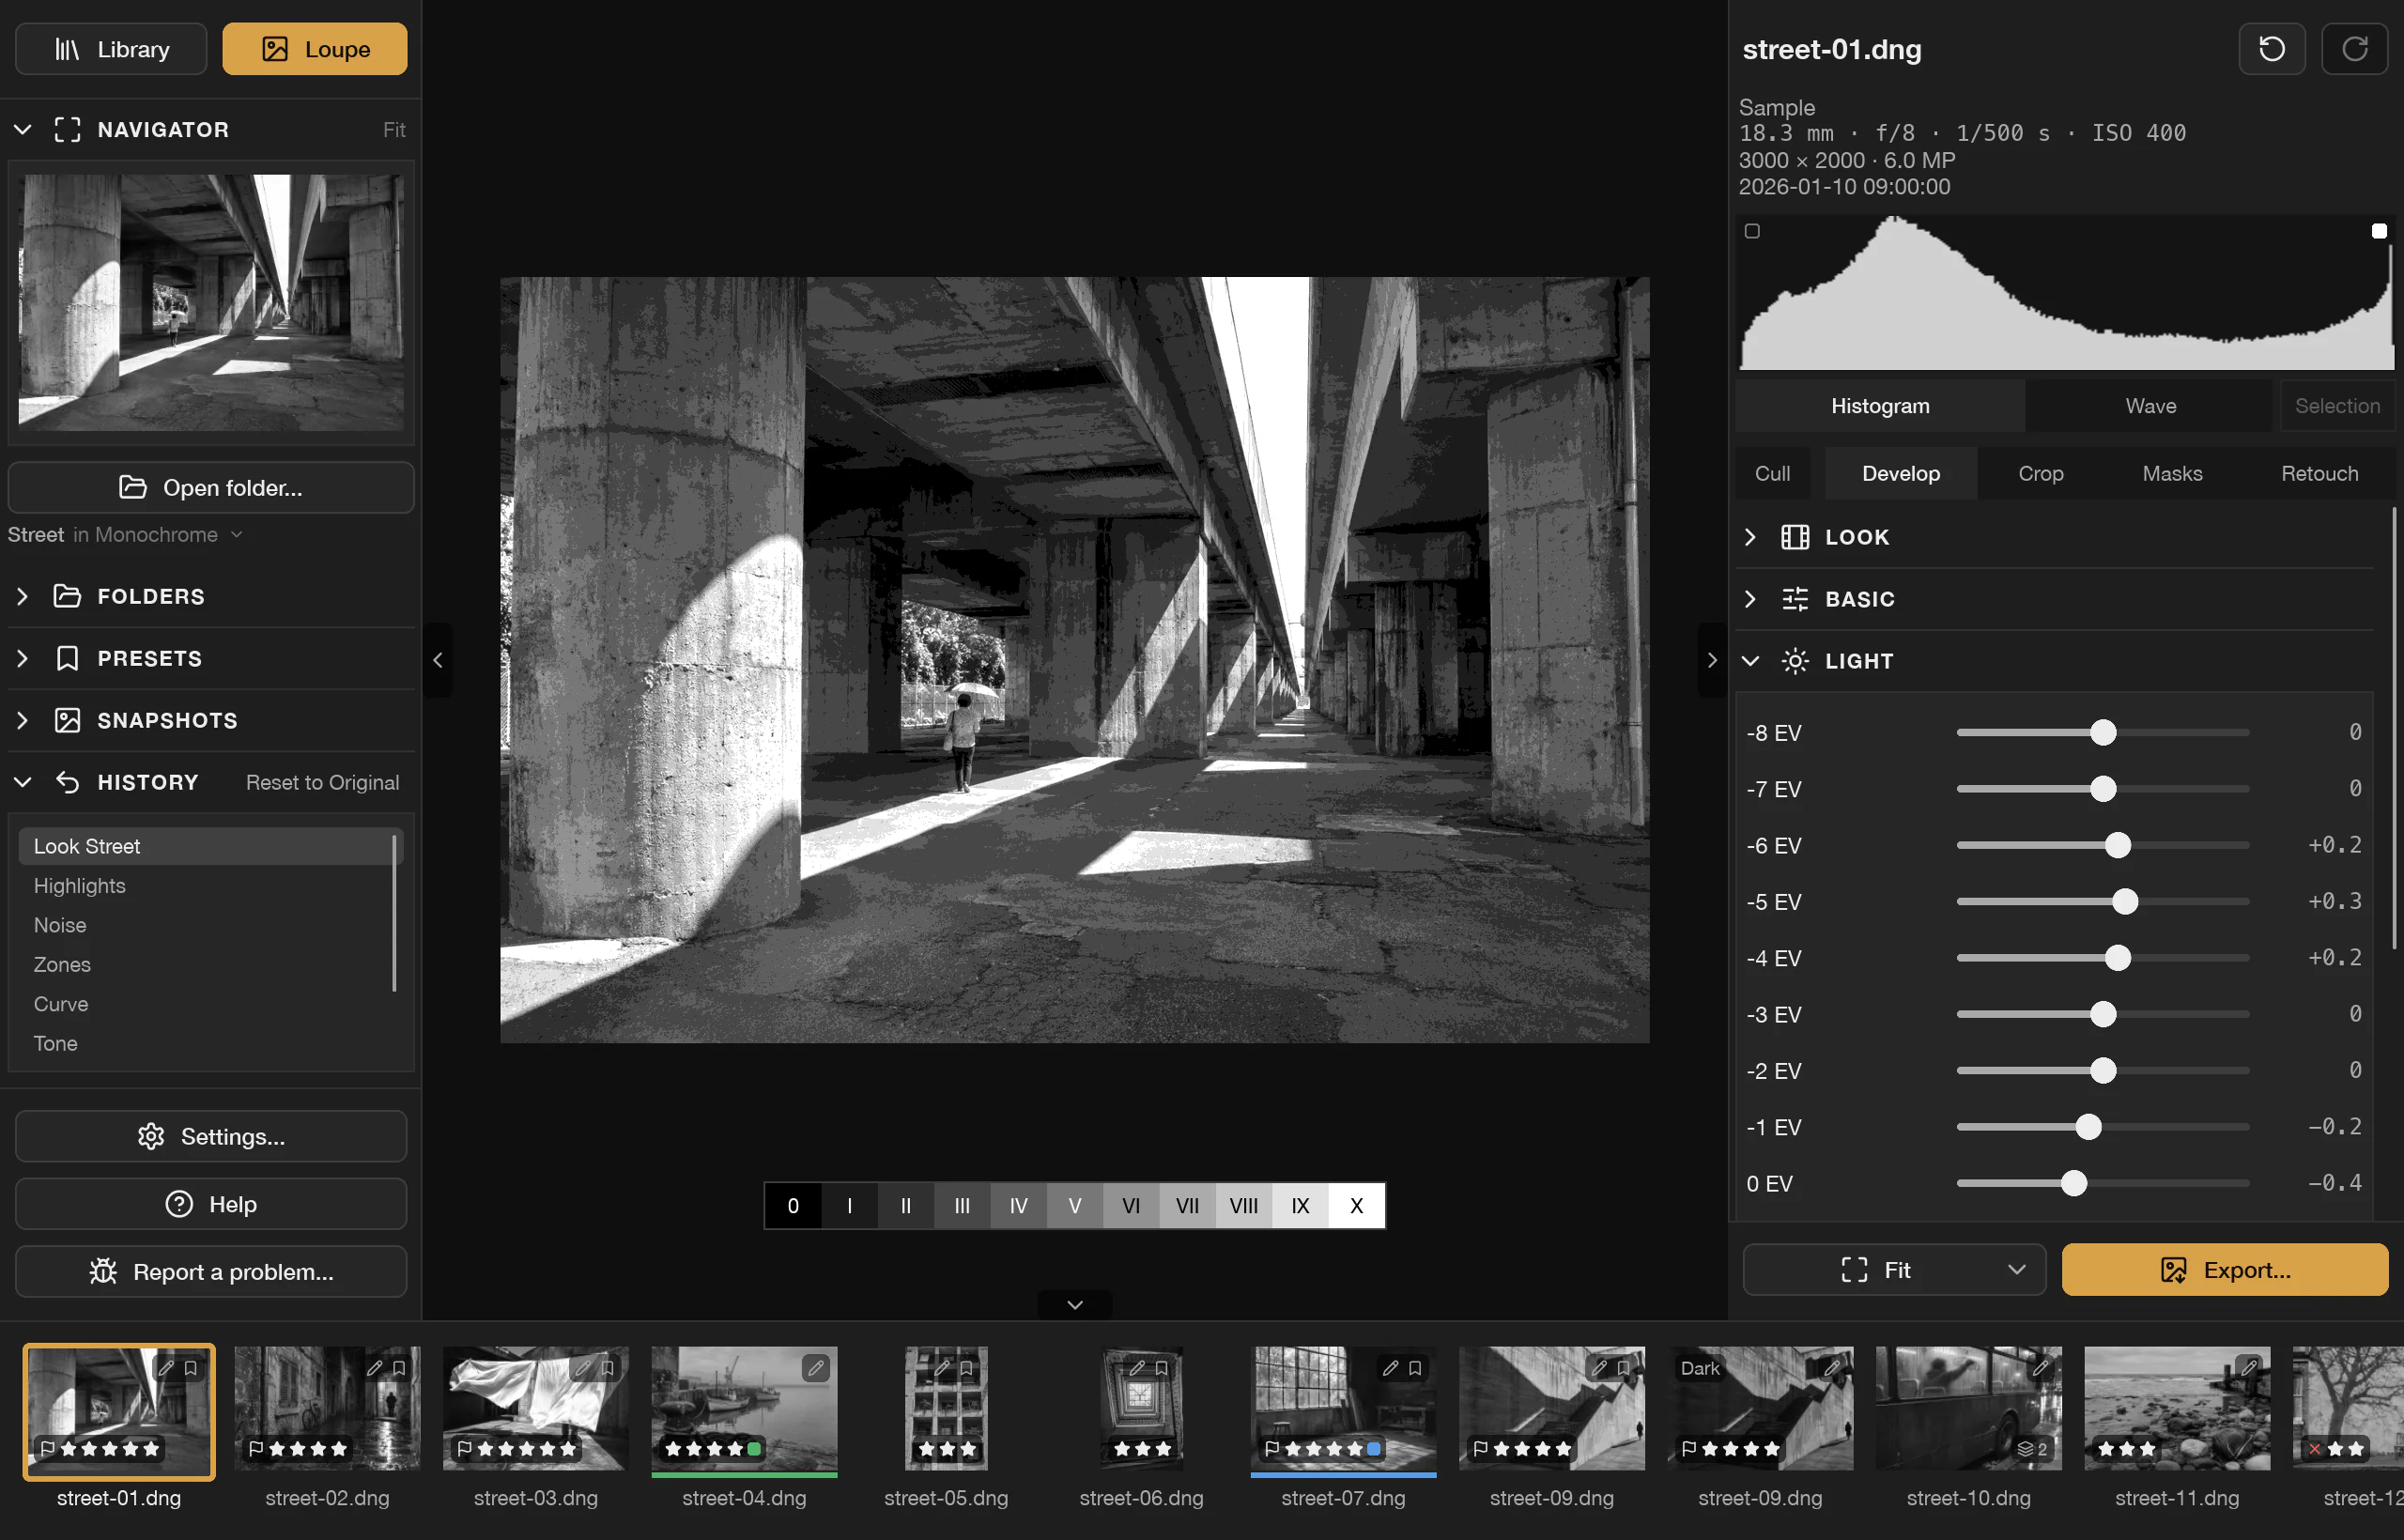 Library
Loupe
NAVIGATOR
Fit
Open folder...
Street in Monochrome
FOLDERS
PRESETS
SNAPSHOTS
HISTORY
Reset to Original
Look Street
Highlights
Noise
Zones
Curve
Tone
Settings...
Help
Report a problem...
0 I II III IV V VI VII VIII IX X
street-01.dng
Sample
18.3 mm · f/8 · 1/500 s · ISO 400
3000 × 2000 · 6.0 MP
2026-01-10 09:00:00
Histogram
Wave
Selection
Cull
Develop
Crop
Masks
Retouch
LOOK
BASIC
LIGHT
-8 EV 0
-7 EV 0
-6 EV +0.2
-5 EV +0.3
-4 EV +0.2
-3 EV 0
-2 EV 0
-1 EV −0.2
0 EV −0.4
Fit
Export...
Dark
2
street-01.dng
street-02.dng
street-03.dng
street-04.dng
street-05.dng
street-06.dng
street-07.dng
street-09.dng
street-09.dng
street-10.dng
street-11.dng
street-12